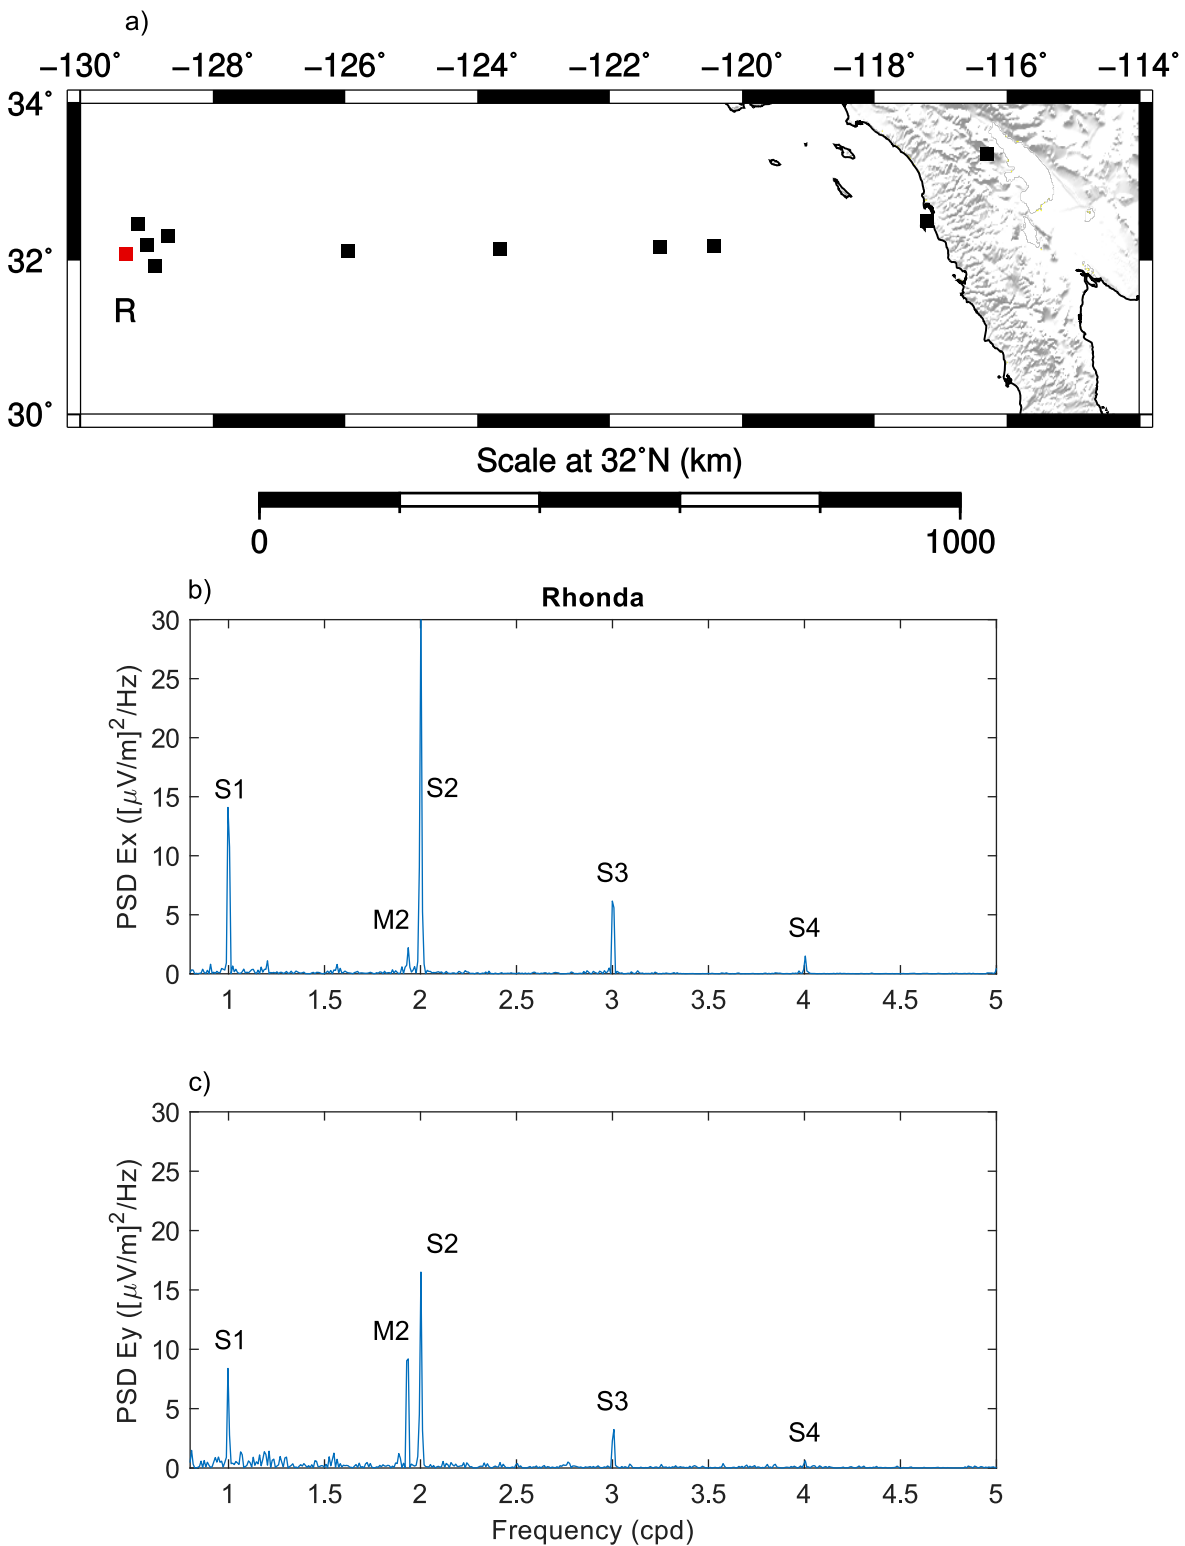 a)
−130˚ −128˚ −126˚ −124˚ −122˚ −120˚ −118˚ −116˚ −114˚
34˚
32˚
R
30˚
Scale at 32˚N (km)
0 1000
b)
Rhonda
PSD Ex ([μV/m]²/Hz)
30
25
20
15
10
5
0
S1
M2
S2
S3
S4
1 1.5 2 2.5 3 3.5 4 4.5 5
c)
PSD Ey ([μV/m]²/Hz)
30
25
20
15
10
5
0
S1
M2
S2
S3
S4
1 1.5 2 2.5 3 3.5 4 4.5 5
Frequency (cpd)